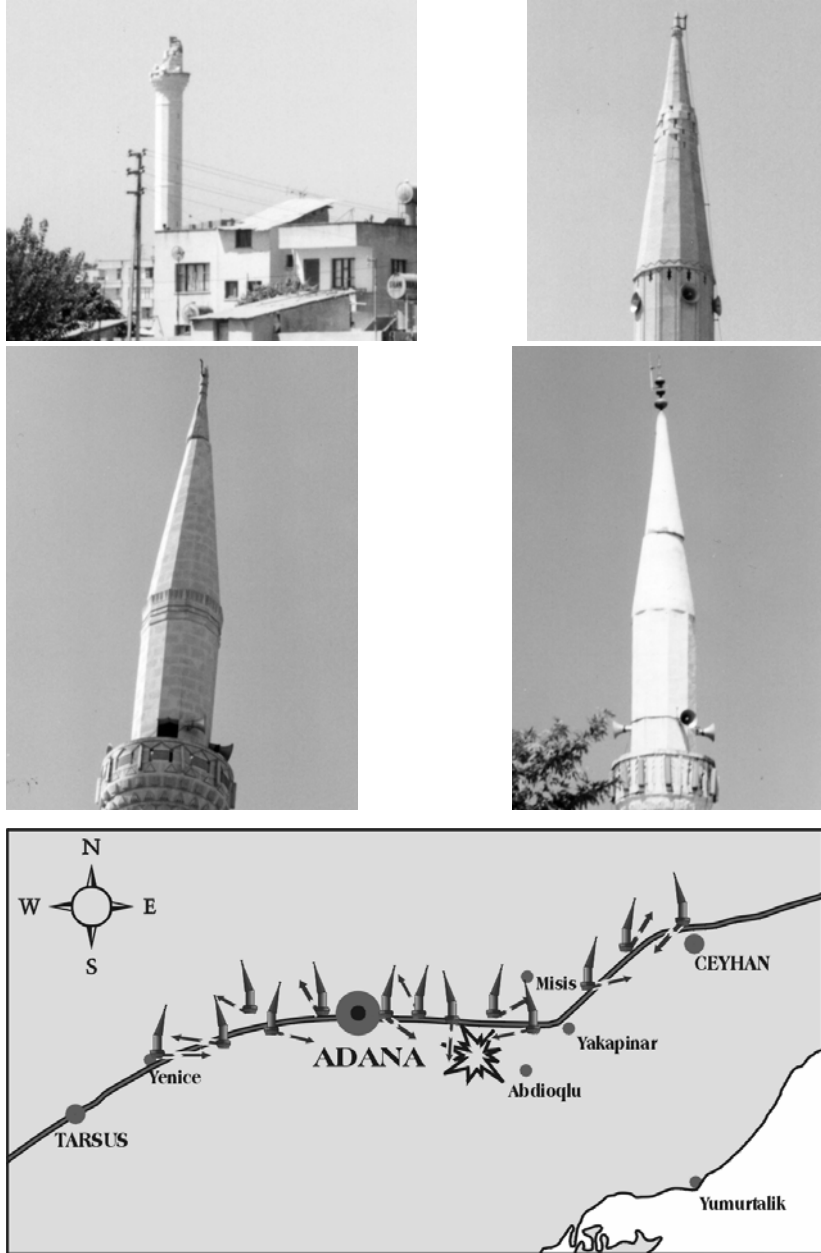 N
W E
S
Misis
CEYHAN
ADANA
Yakapinar
Yenice
Abdioqlu
TARSUS
Yumurtalik